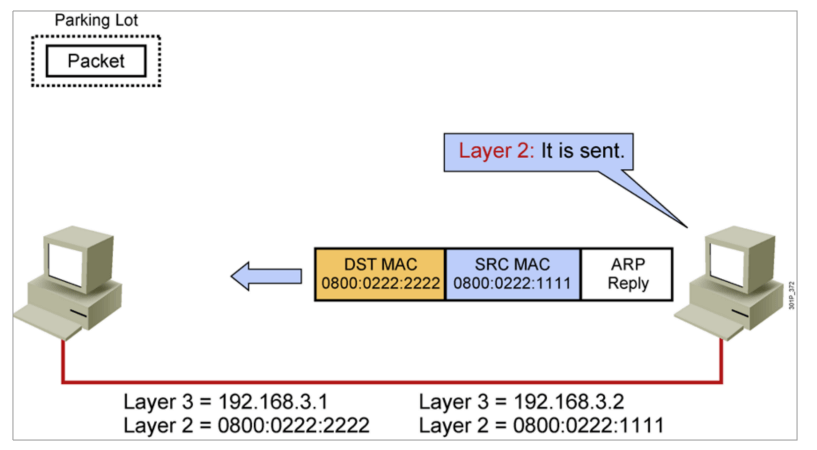 Parking Lot
Packet
Layer 2: It is sent.
DST MAC
0800:0222:2222
SRC MAC
0800:0222:1111
ARP
Reply
301P_372
Layer 3 = 192.168.3.1
Layer 2 = 0800:0222:2222
Layer 3 = 192.168.3.2
Layer 2 = 0800:0222:1111